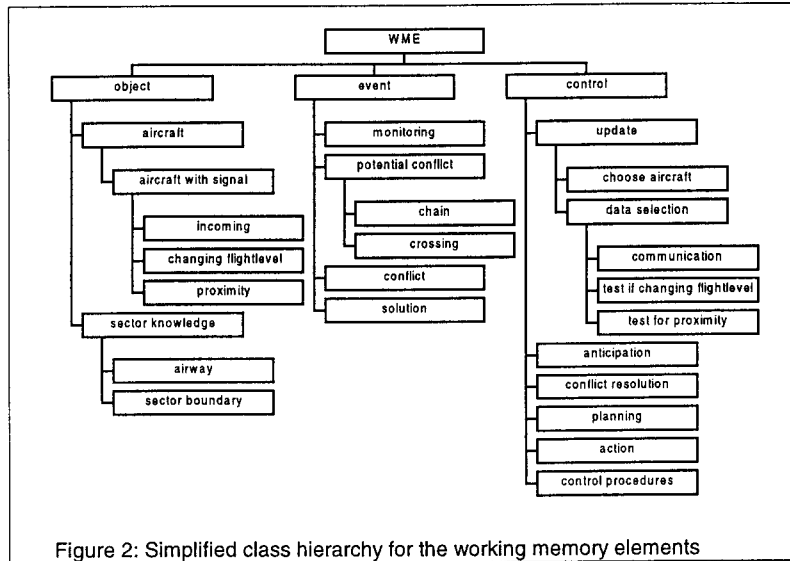 WME
object
event
control
aircraft
aircraft with signal
incoming
changing flightlevel
proximity
sector knowledge
airway
sector boundary
monitoring
potential conflict
chain
crossing
conflict
solution
update
choose aircraft
data selection
communication
test if changing flightlevel
test for proximity
anticipation
conflict resolution
planning
action
control procedures
Figure 2: Simplified class hierarchy for the working memory elements